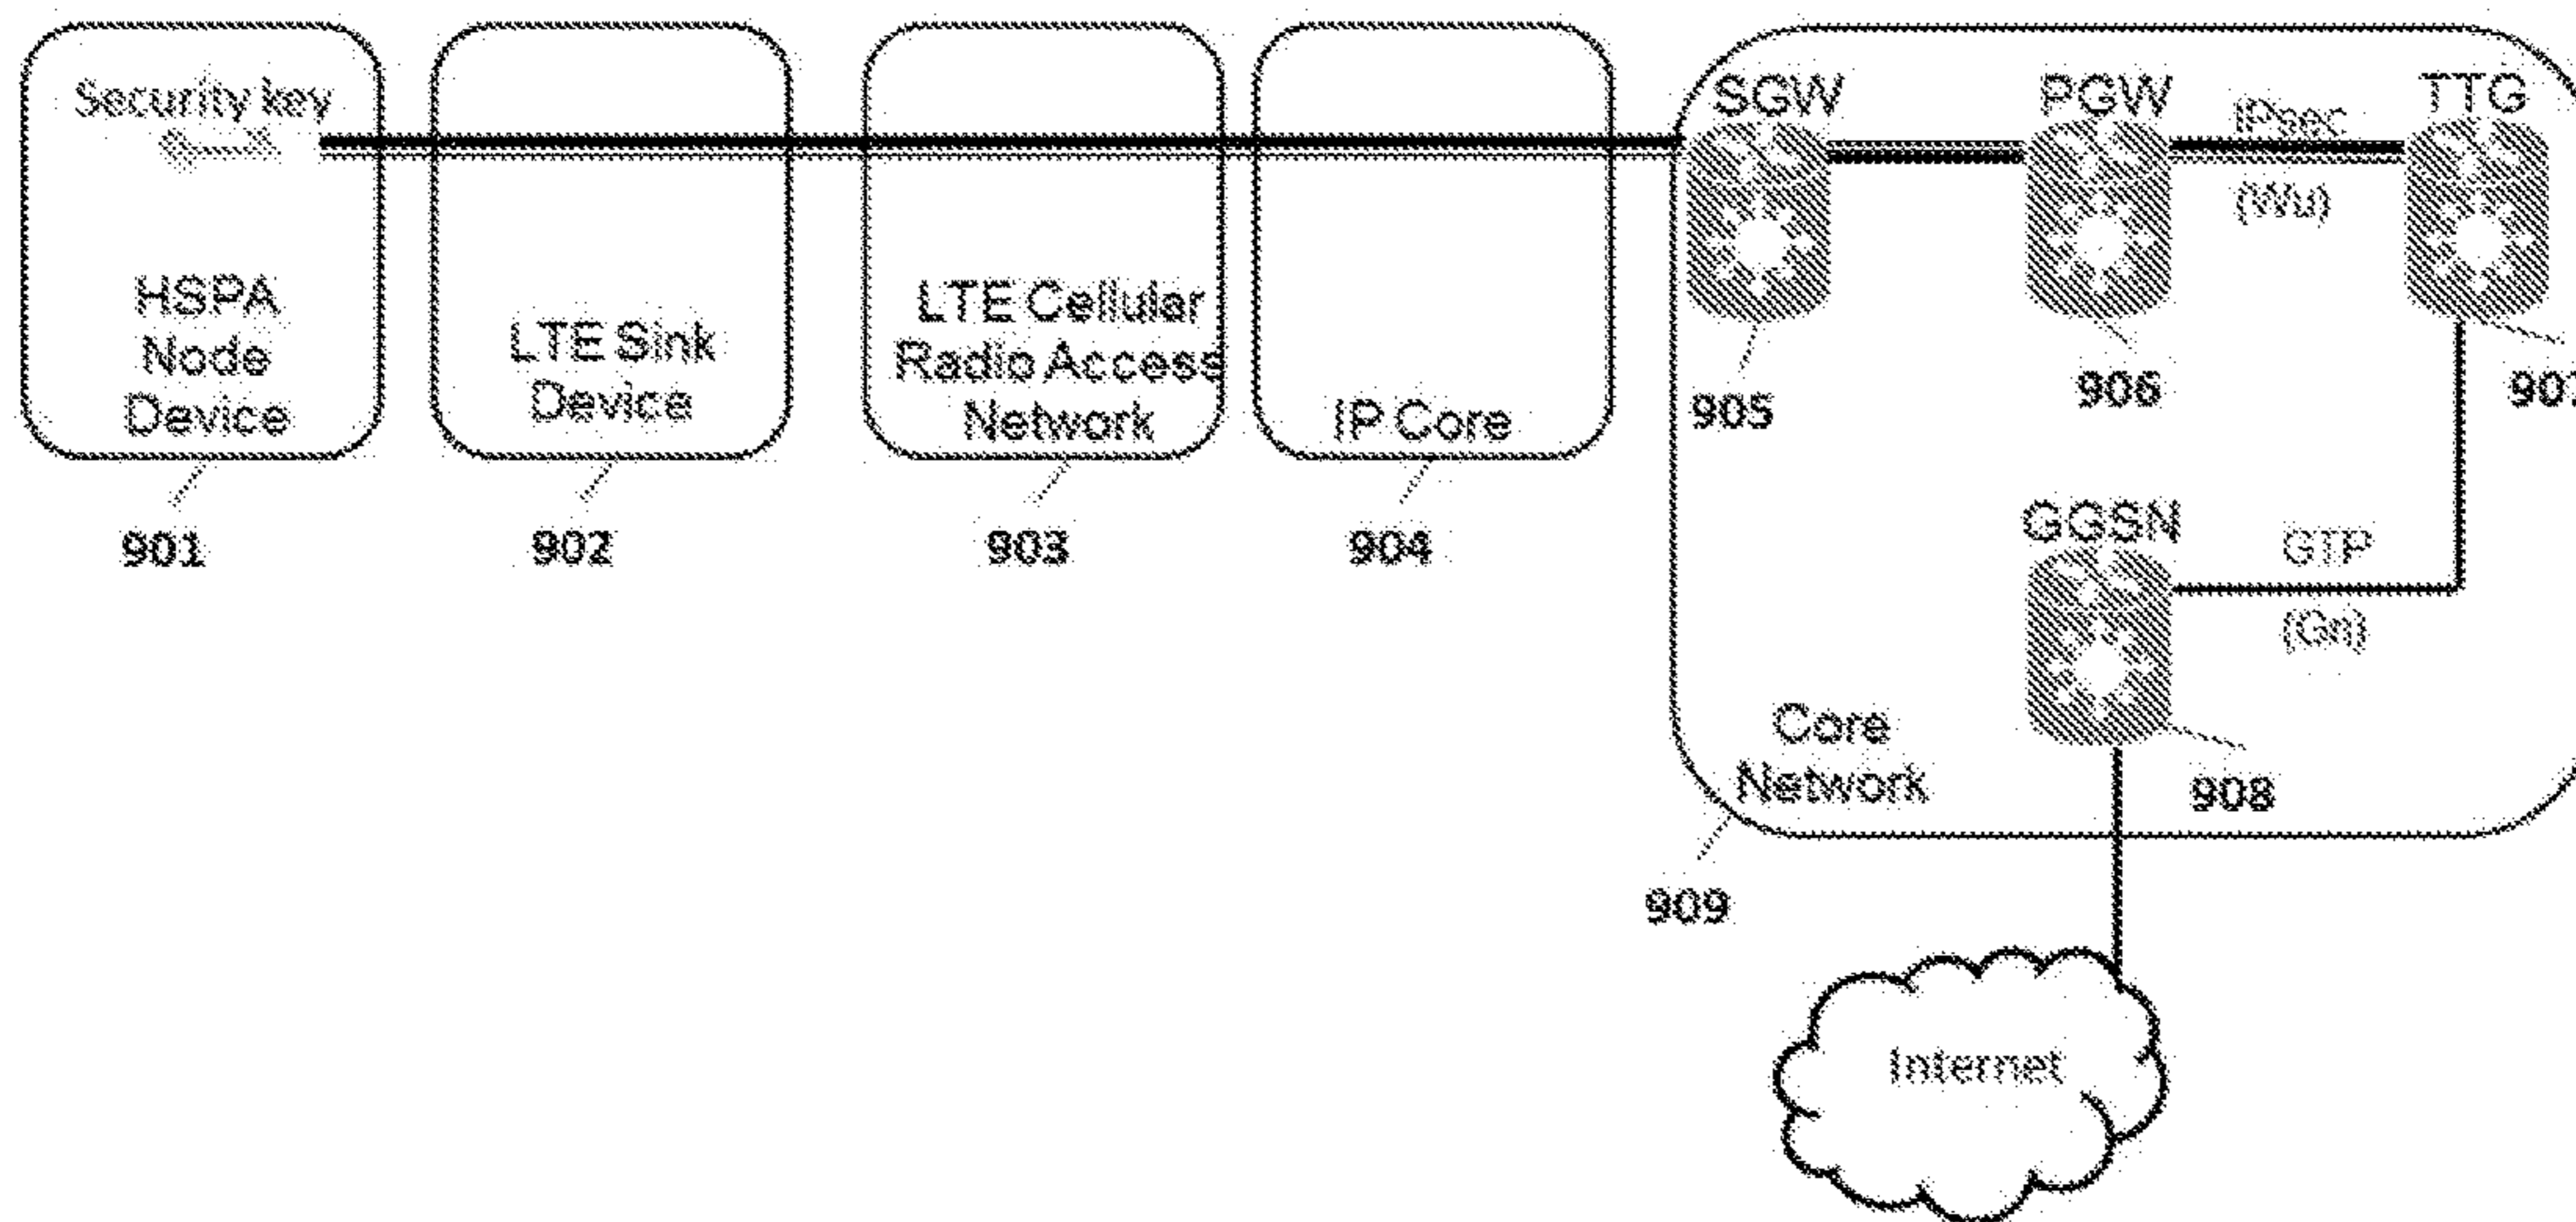 Security key
HSPA
Node
Device
901
LTE Sink
Device
902
LTE Cellular
Radio Access
Network
903
IP Core
904
SGW
905
PGW
906
IPsec
(Wu)
TTG
907
GGSN
908
GTP
(Gn)
Core
Network
909
Internet